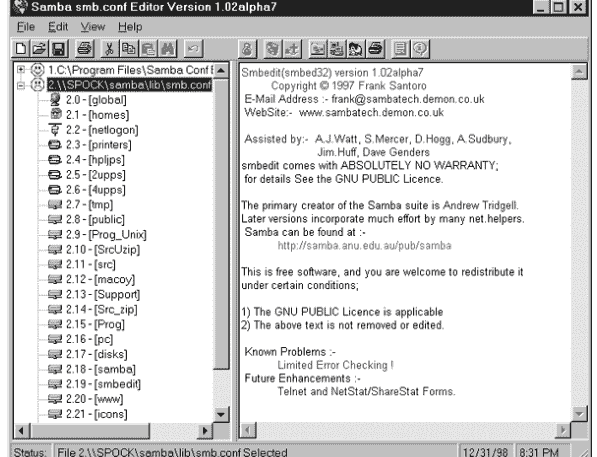 Samba smb.conf Editor Version 1.02alpha7
File Edit View Help
1.C:\Program Files\Samba Conf E
2.\\SPOCK\samba\lib\smb.conf
2.0 - [global]
2.1 - [homes]
2.2 - [netlogon]
2.3 - [printers]
2.4 - [hpljps]
2.5 - [2upps]
2.6 - [4upps]
2.7 - [tmp]
2.8 - [public]
2.9 - [Prog_Unix]
2.10 - [SrcUzip]
2.11 - [src]
2.12 - [macoy]
2.13 - [Support]
2.14 - [Src_zip]
2.15 - [Prog]
2.16 - [pc]
2.17 - [disks]
2.18 - [samba]
2.19 - [smbedit]
2.20 - [www]
2.21 - [icons]
Smbedit(smbed32) version 1.02alpha7
Copyright © 1997 Frank Santoro
E-Mail Address :- frank@sambatech.demon.co.uk
WebSite:- www.sambatech.demon.co.uk
Assisted by:- A.J.Watt, S.Mercer, D.Hogg, A.Sudbury,
Jim.Huff, Dave Genders
smbedit comes with ABSOLUTELY NO WARRANTY;
for details See the GNU PUBLIC Licence.
The primary creator of the Samba suite is Andrew Tridgell.
Later versions incorporate much effort by many net.helpers.
Samba can be found at :-
http://samba.anu.edu.au/pub/samba
This is free software, and you are welcome to redistribute it
under certain conditions;
1) The GNU PUBLIC Licence is applicable
2) The above text is not removed or edited.
Known Problems :-
Limited Error Checking !
Future Enhancements :-
Telnet and NetStat/ShareStat Forms.
Status: File 2.\\SPOCK\samba\lib\smb.conf Selected 12/31/98 8:31 PM